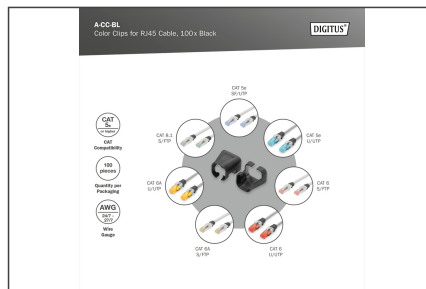 A-CC-BL
Color Clips for RJ45 Cable, 100x Black
DIGITUS®
CAT
5e
or higher
CAT
Compatibility
100
pieces
Quantity per
Packaging
AWG
24/7 -
27/7
Wire
Gauge
CAT 5e
SF/UTP
CAT 5e
U/UTP
CAT 6
S/FTP
CAT 6
U/UTP
CAT 6A
S/FTP
CAT 6A
U/UTP
CAT 8.1
S/FTP